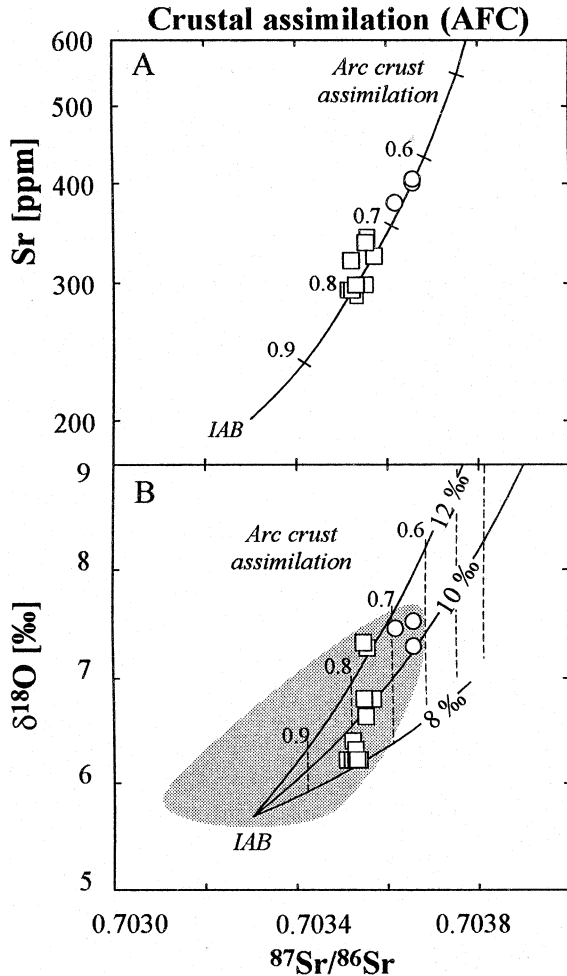 Crustal assimilation (AFC)
600
A
Arc crust
assimilation
500
0.6
400
0.7
Sr [ppm]
300
0.8
0.9
200
IAB
9
B
12 ‰
Arc crust
assimilation
0.6
8
10 ‰
0.7
δ18O [‰]
7
0.8
8 ‰
0.9
6
IAB
5
0.7030
0.7034
0.7038
87Sr/86Sr